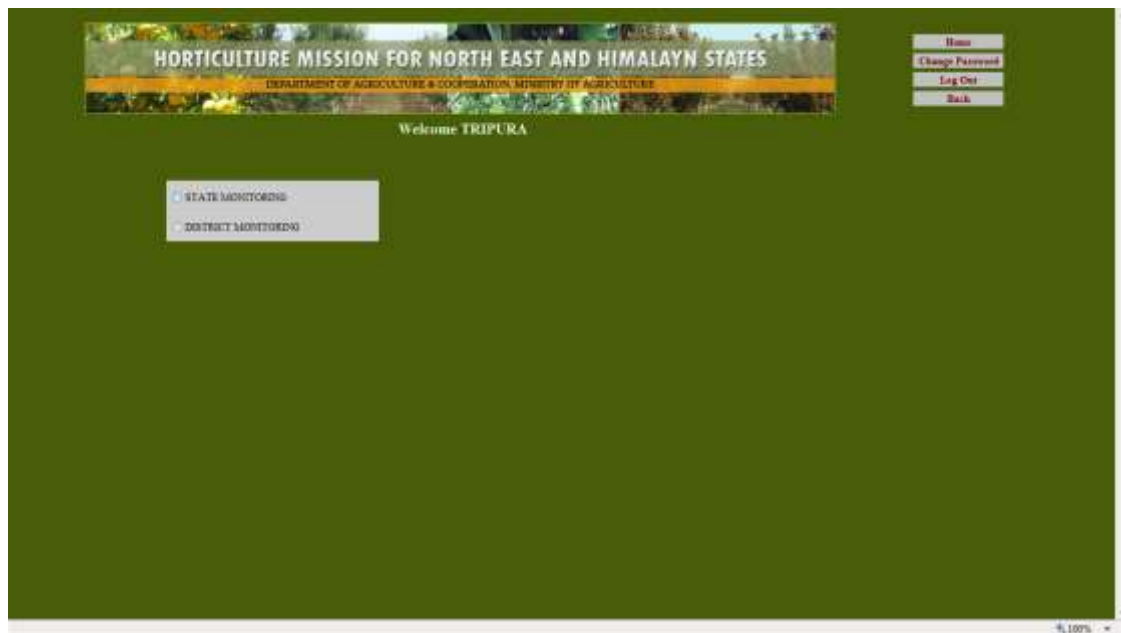 HORTICULTURE MISSION FOR NORTH EAST AND HIMALAYN STATES
DEPARTMENT OF AGRICULTURE & COOPERATION, MINISTRY OF AGRICULTURE
Home
Change Password
Log Out
Back
Welcome TRIPURA
STATE MONITORING
DISTRICT MONITORING
100%